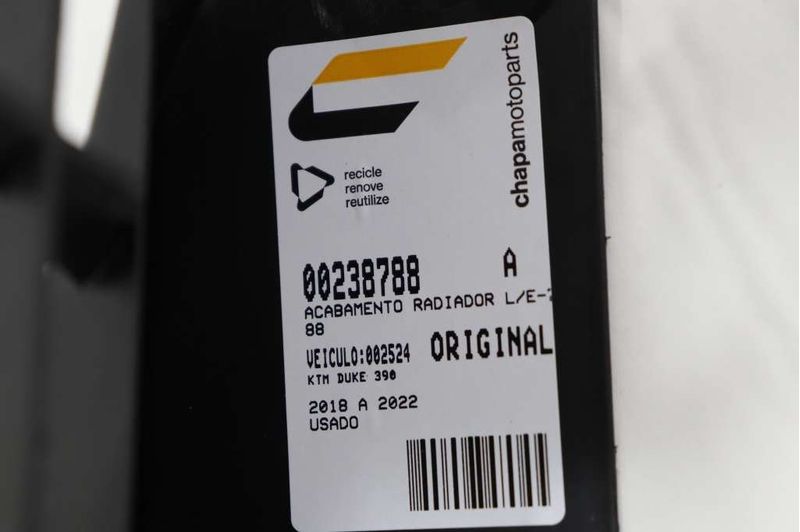 chapamotoparts
recicle
renove
reutilize
00238788 A
ACABAMENTO RADIADOR
88
VEICULO:002524 ORIGINAL
KTM DUKE 390
2018 A 2022
USADO